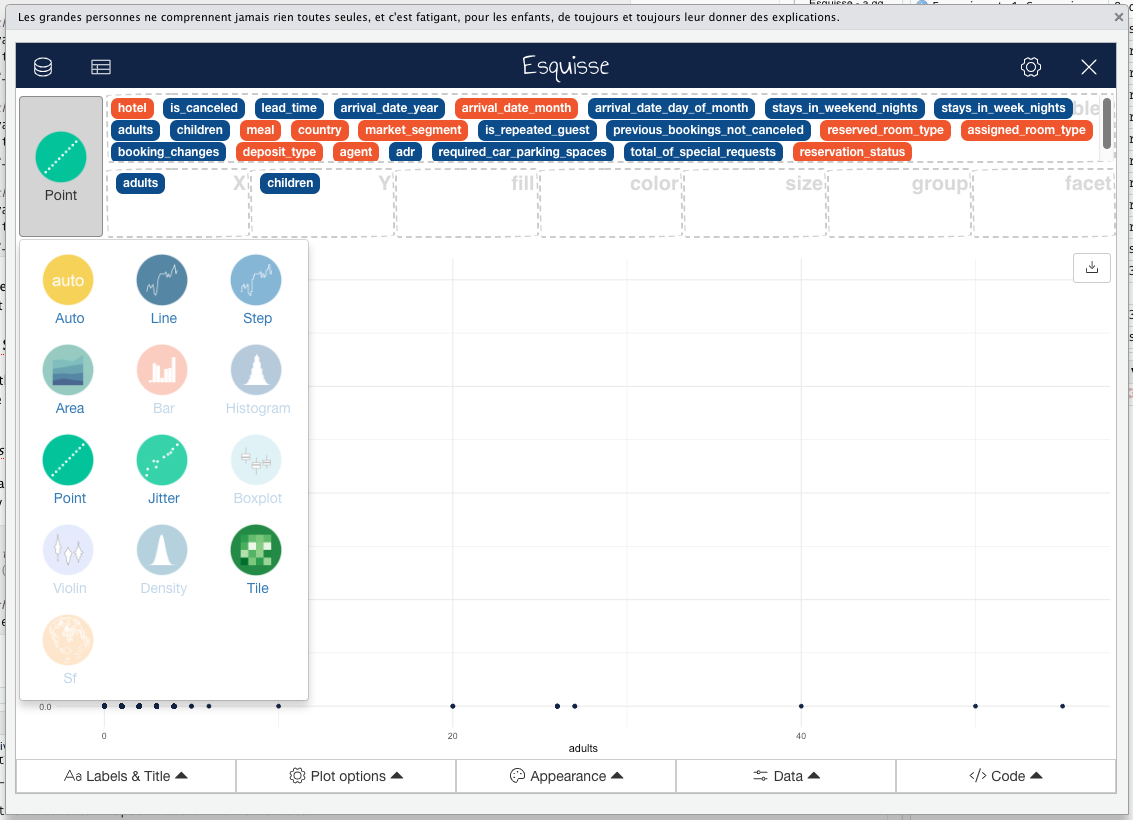 Les grandes personnes ne comprennent jamais rien toutes seules, et c'est fatigant, pour les enfants, de toujours et toujours leur donner des explications.
Esquisse
hotel is_canceled lead_time arrival_date_year arrival_date_month arrival_date_day_of_month stays_in_weekend_nights stays_in_week_nights
adults children meal country market_segment is_repeated_guest previous_bookings_not_canceled reserved_room_type assigned_room_type
booking_changes deposit_type agent adr required_car_parking_spaces total_of_special_requests reservation_status
Point
adults X children Y fill color size group facet
auto
Auto Line Step
Area Bar Histogram
Point Jitter Boxplot
Violin Density Tile
Sf
0.0
0 20 40
adults
Aa Labels & Title Plot options Appearance Data </> Code